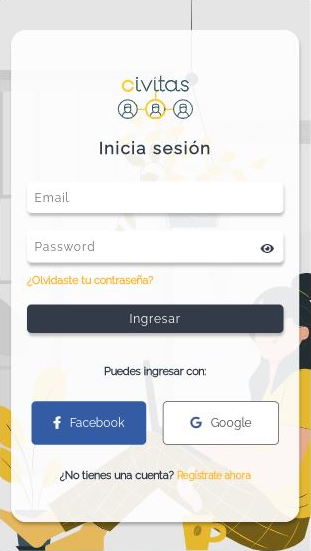 civitas
Inicia sesión
Email
Password
¿Olvidaste tu contraseña?
Ingresar
Puedes ingresar con:
Facebook
Google
¿No tienes una cuenta? Regístrate ahora